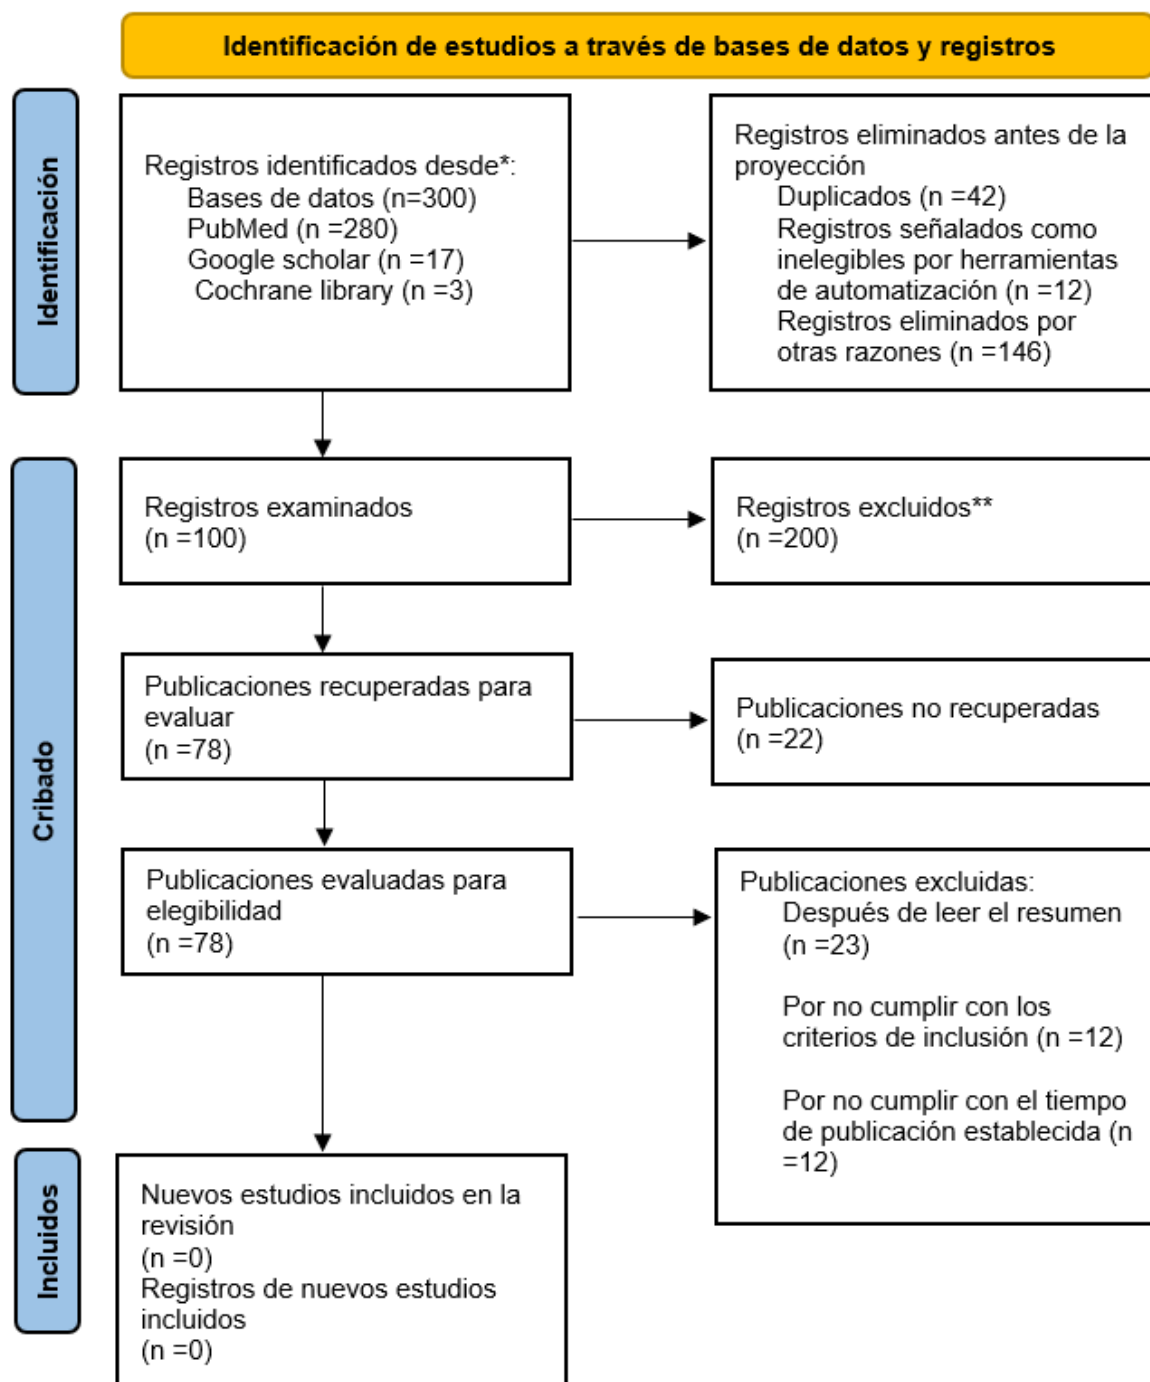 Identificación de estudios a través de bases de datos y registros
Identificación
Registros identificados desde*:
Bases de datos (n=300)
PubMed (n =280)
Google scholar (n =17)
Cochrane library (n =3)
Registros eliminados antes de la
proyección
Duplicados (n =42)
Registros señalados como
inelegibles por herramientas
de automatización (n =12)
Registros eliminados por
otras razones (n =146)
Cribado
Registros examinados
(n =100)
Registros excluidos**
(n =200)
Publicaciones recuperadas para
evaluar
(n =78)
Publicaciones no recuperadas
(n =22)
Publicaciones evaluadas para
elegibilidad
(n =78)
Publicaciones excluidas:
Después de leer el resumen
(n =23)
Por no cumplir con los
criterios de inclusión (n =12)
Por no cumplir con el tiempo
de publicación establecida (n
=12)
Incluidos
Nuevos estudios incluidos en la
revisión
(n =0)
Registros de nuevos estudios
incluidos
(n =0)